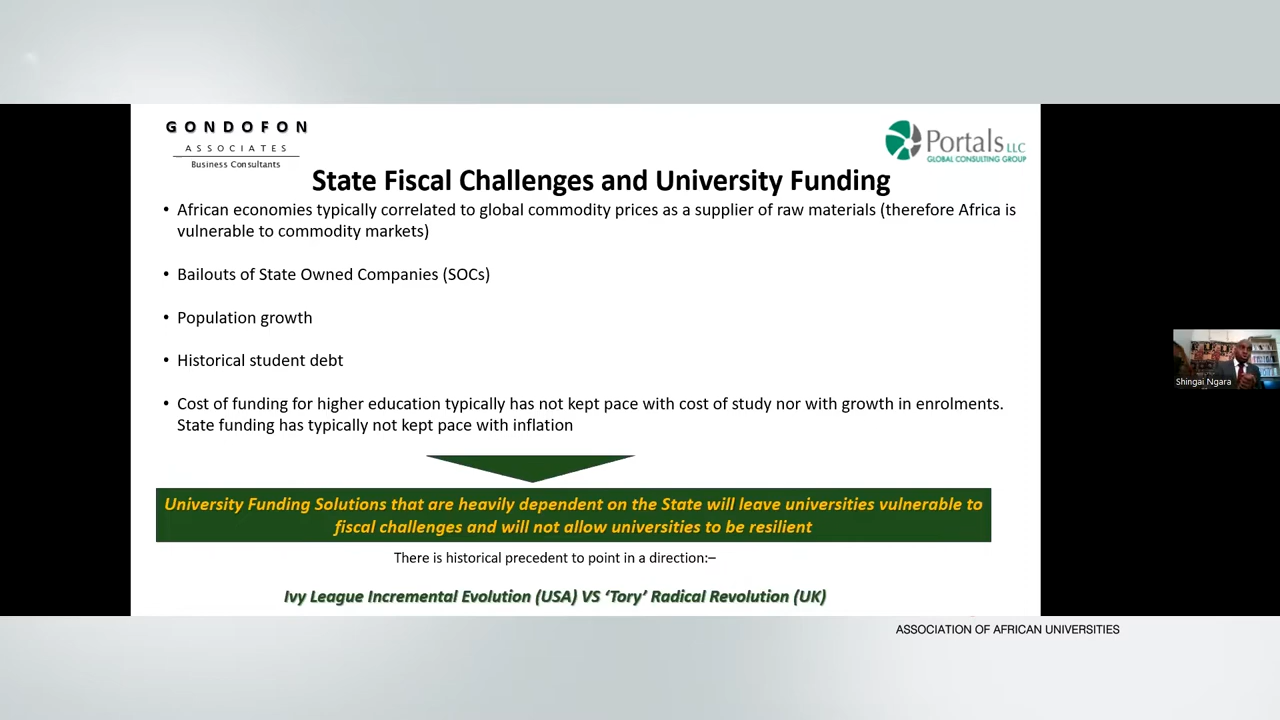 GONDOFON
ASSOCIATES
Business Consultants
Portals LLC
GLOBAL CONSULTING GROUP
State Fiscal Challenges and University Funding
• African economies typically correlated to global commodity prices as a supplier of raw materials (therefore Africa is
vulnerable to commodity markets)
• Bailouts of State Owned Companies (SOCs)
• Population growth
• Historical student debt
• Cost of funding for higher education typically has not kept pace with cost of study nor with growth in enrolments.
State funding has typically not kept pace with inflation
University Funding Solutions that are heavily dependent on the State will leave universities vulnerable to
fiscal challenges and will not allow universities to be resilient
There is historical precedent to point in a direction:–
Ivy League Incremental Evolution (USA) VS ‘Tory’ Radical Revolution (UK)
Shingai Ngara
ASSOCIATION OF AFRICAN UNIVERSITIES